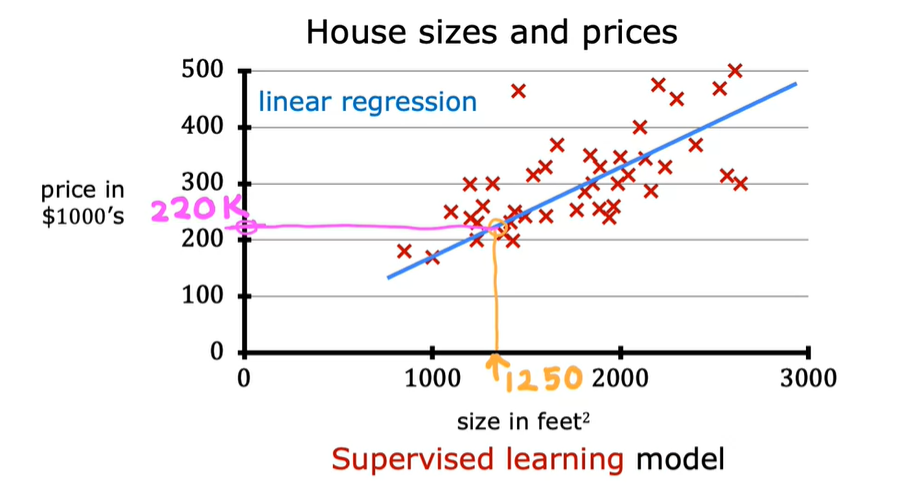 House sizes and prices
500
linear regression
400
300
price in
$1000's
220K
200
100
0
0
1000
1250
2000
3000
size in feet²
Supervised learning model